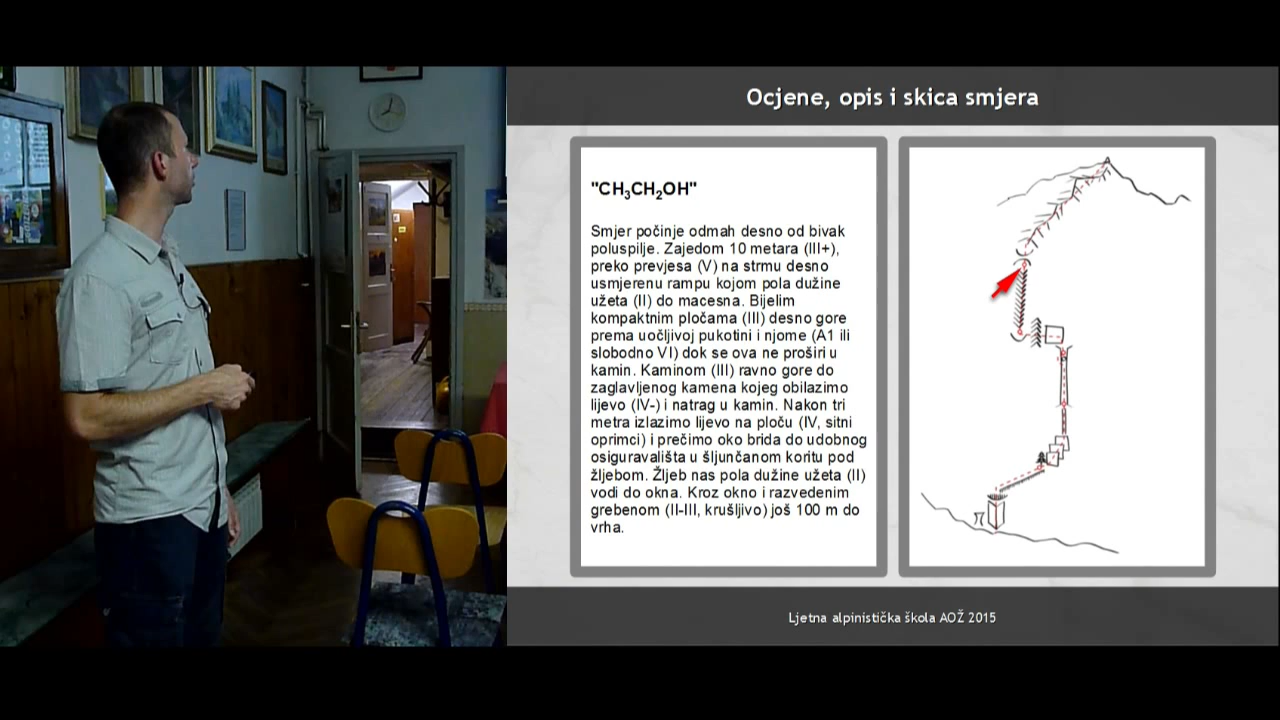 Ocjene, opis i skica smjera
"CH₃CH₂OH"
Smjer počinje odmah desno od bivak
poluspilje. Zajedom 10 metara (III+),
preko prevjesa (V) na strmu desno
usmjerenu rampu kojom pola dužine
užeta (II) do macesna. Bijelim
kompaktnim pločama (III) desno gore
prema uočljivoj pukotini i njome (A1 ili
slobodno VI) dok se ova ne proširi u
kamin. Kaminom (III) ravno gore do
zaglavljenog kamena kojeg obilazimo
lijevo (IV-) i natrag u kamin. Nakon tri
metra izlazimo lijevo na ploču (IV, sitni
oprimci) i prečimo oko brida do udobnog
osiguravališta u šljunčanom koritu pod
žljebom. Žljeb nas pola dužine užeta (II)
vodi do okna. Kroz okno i razvedenim
grebenom (II-III, krušljivo) još 100 m do
vrha.
Ljetna alpinistička škola AOŽ 2015